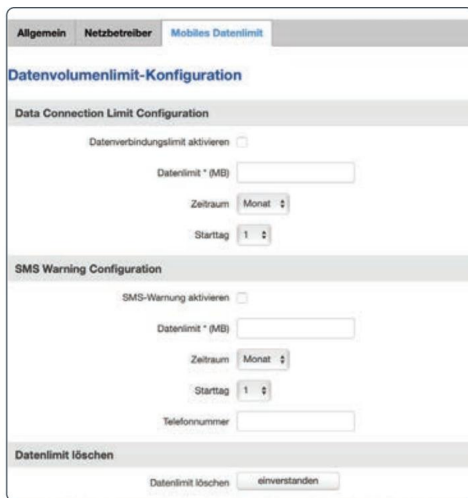 Allgemein Netzbetreiber Mobiles Datenlimit
Datenvolumenlimit-Konfiguration
Data Connection Limit Configuration
Datenverbindungslimit aktivieren
Datenlimit * (MB)
Zeitraum Monat
Starttag 1
SMS Warning Configuration
SMS-Warnung aktivieren
Datenlimit * (MB)
Zeitraum Monat
Starttag 1
Telefonnummer
Datenlimit löschen
Datenlimit löschen einverstanden